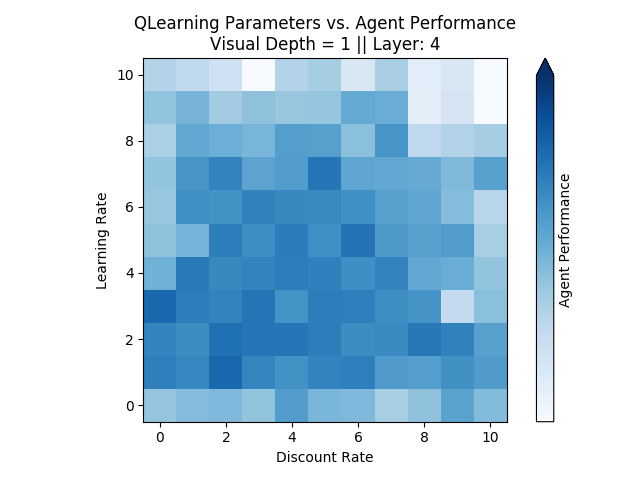 QLearning Parameters vs. Agent Performance
Visual Depth = 1 || Layer: 4
10
8
6
4
2
0
Learning Rate
0 2 4 6 8 10
Discount Rate
Agent Performance